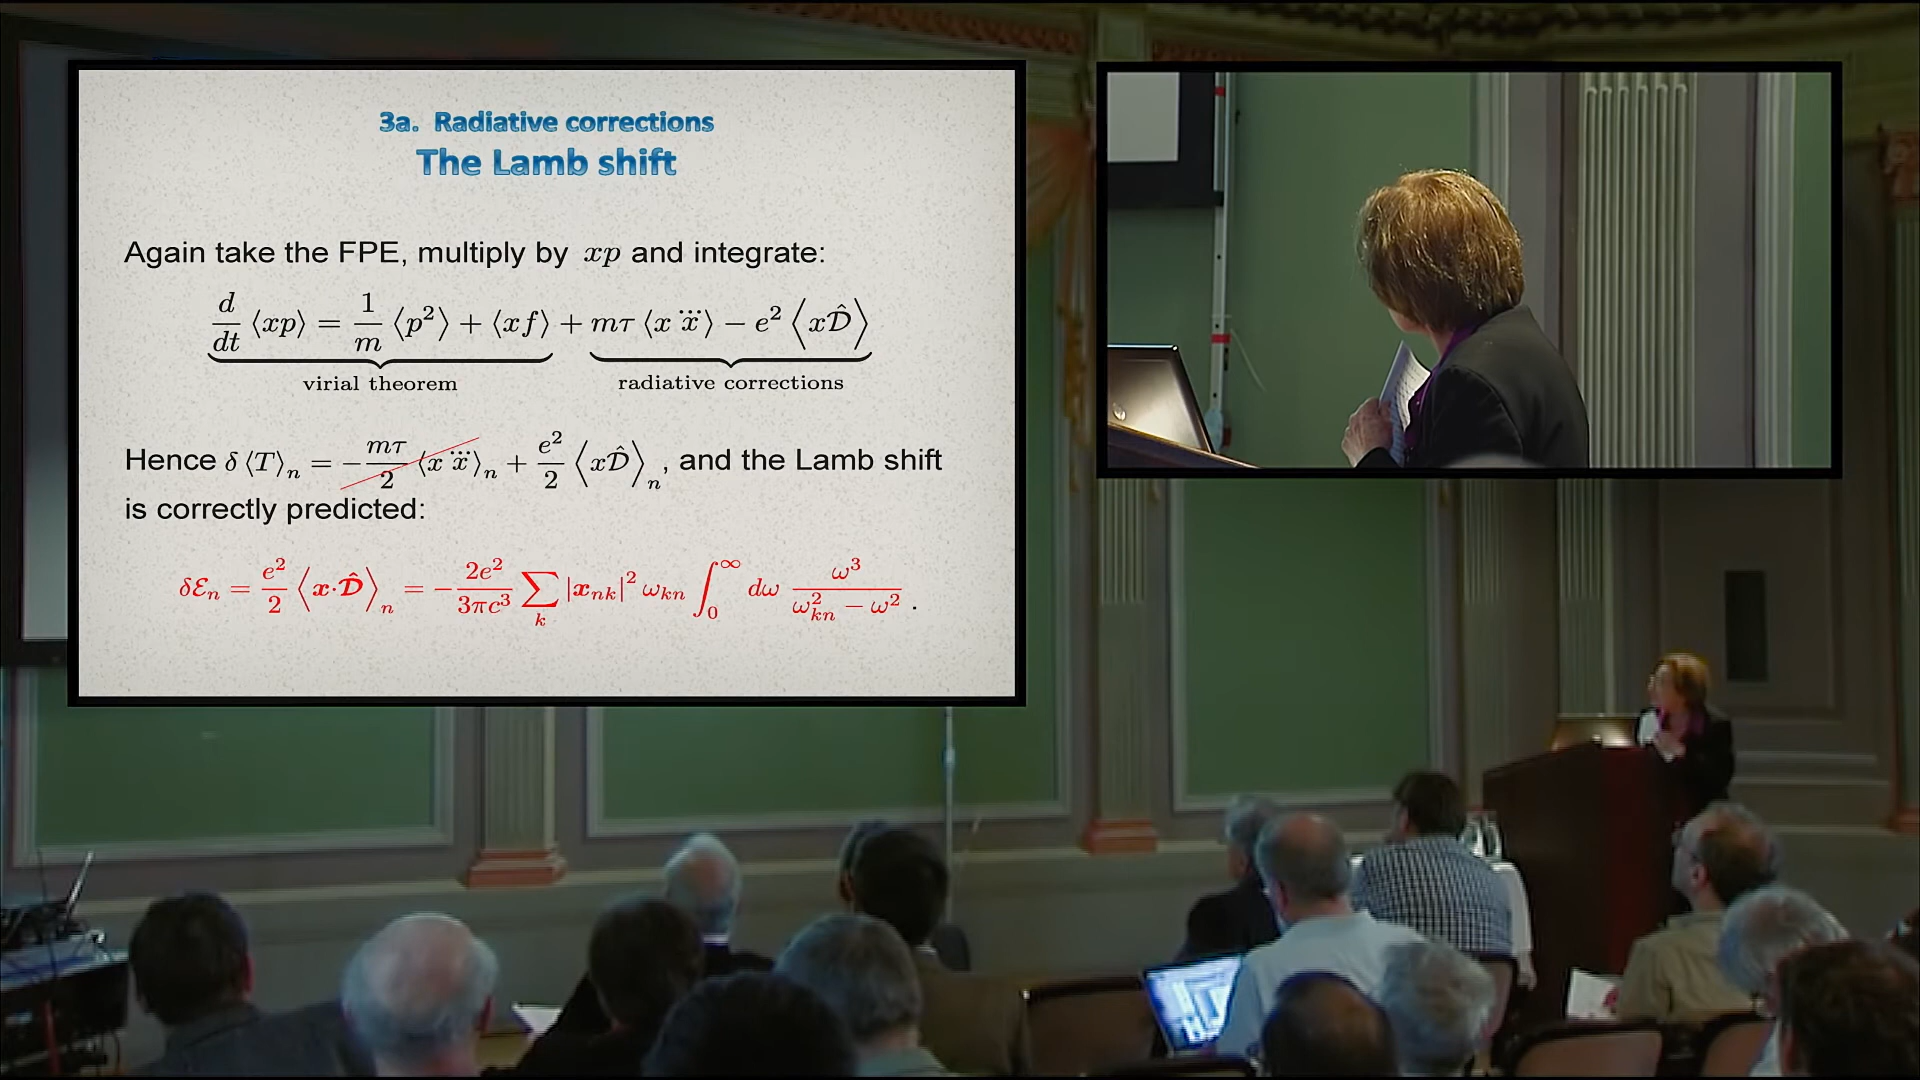 3a. Radiative corrections
The Lamb shift
Again take the FPE, multiply by xp and integrate:
d/dt ⟨xp⟩ = 1/m ⟨p²⟩ + ⟨xf⟩ + mτ ⟨x x⃛⟩ − e² ⟨x𝒟̂⟩
virial theorem radiative corrections
Hence δ⟨T⟩ₙ = −mτ/2 ⟨x x⃛⟩ₙ + e²/2 ⟨x𝒟̂⟩ₙ , and the Lamb shift
is correctly predicted:
δℰₙ = e²/2 ⟨x·𝒟̂⟩ₙ = −2e²/3πc³ ∑ₖ |xₙₖ|² ωₖₙ ∫₀^∞ dω ω³/(ω²ₖₙ − ω²) .